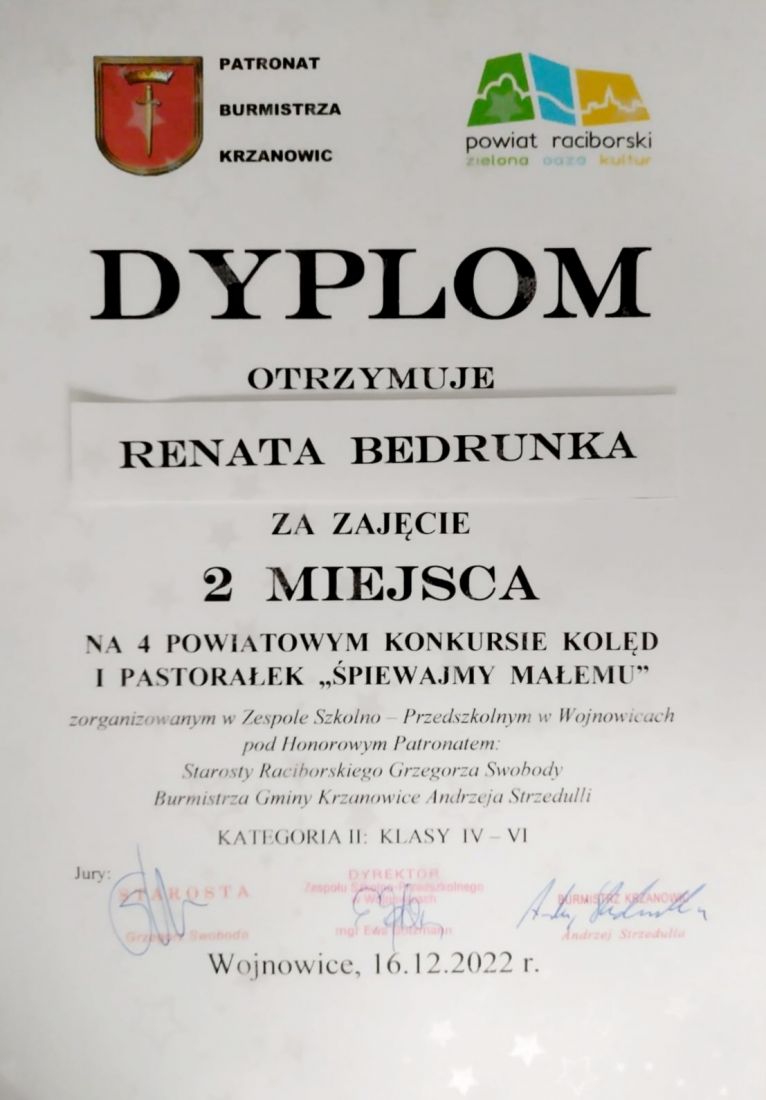 PATRONAT
BURMISTRZA
KRZANOWIC
powiat raciborski
zielona oaza kultur
DYPLOM
OTRZYMUJE
RENATA BEDRUNKA
ZA ZAJĘCIE
2 MIEJSCA
NA 4 POWIATOWYM KONKURSIE KOLĘD
I PASTORAŁEK „ŚPIEWAJMY MAŁEMU”
zorganizowanym w Zespole Szkolno – Przedszkolnym w Wojnowicach
pod Honorowym Patronatem:
Starosty Raciborskiego Grzegorza Swobody
Burmistrza Gminy Krzanowice Andrzeja Strzedulli
KATEGORIA II: KLASY IV – VI
Jury:
STAROSTA
Grzegorz Swoboda
DYREKTOR
Zespołu Szkolno-Przedszkolnego
w Wojnowicach
mgr Ewa
BURMISTRZ KRZANOWIC
Andrzej Strzedulla
Wojnowice, 16.12.2022 r.